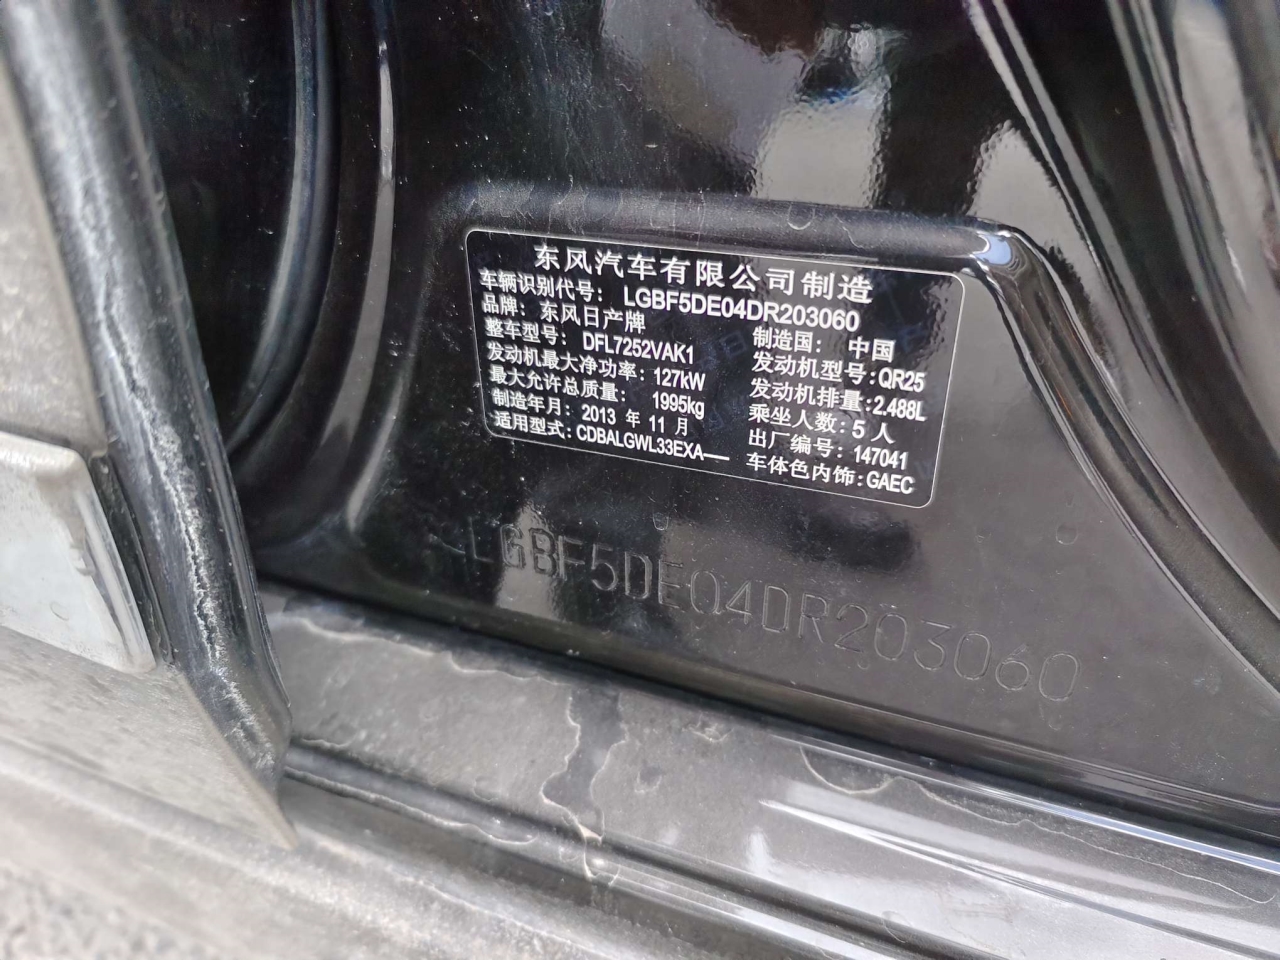 东风汽车有限公司制造
车辆识别代号: LGBF5DE04DR203060
品牌: 东风日产牌 制造国: 中国
整车型号: DFL7252VAK1 发动机型号:QR25
发动机最大净功率: 127kW 发动机排量:2.488L
最大允许总质量: 1995kg 乘坐人数:5 人
制造年月: 2013 年 11 月 出厂编号: 147041
适用型式:CDBALGWL33EXA— 车体色内饰:GAEC
LGBF5DE04DR203060